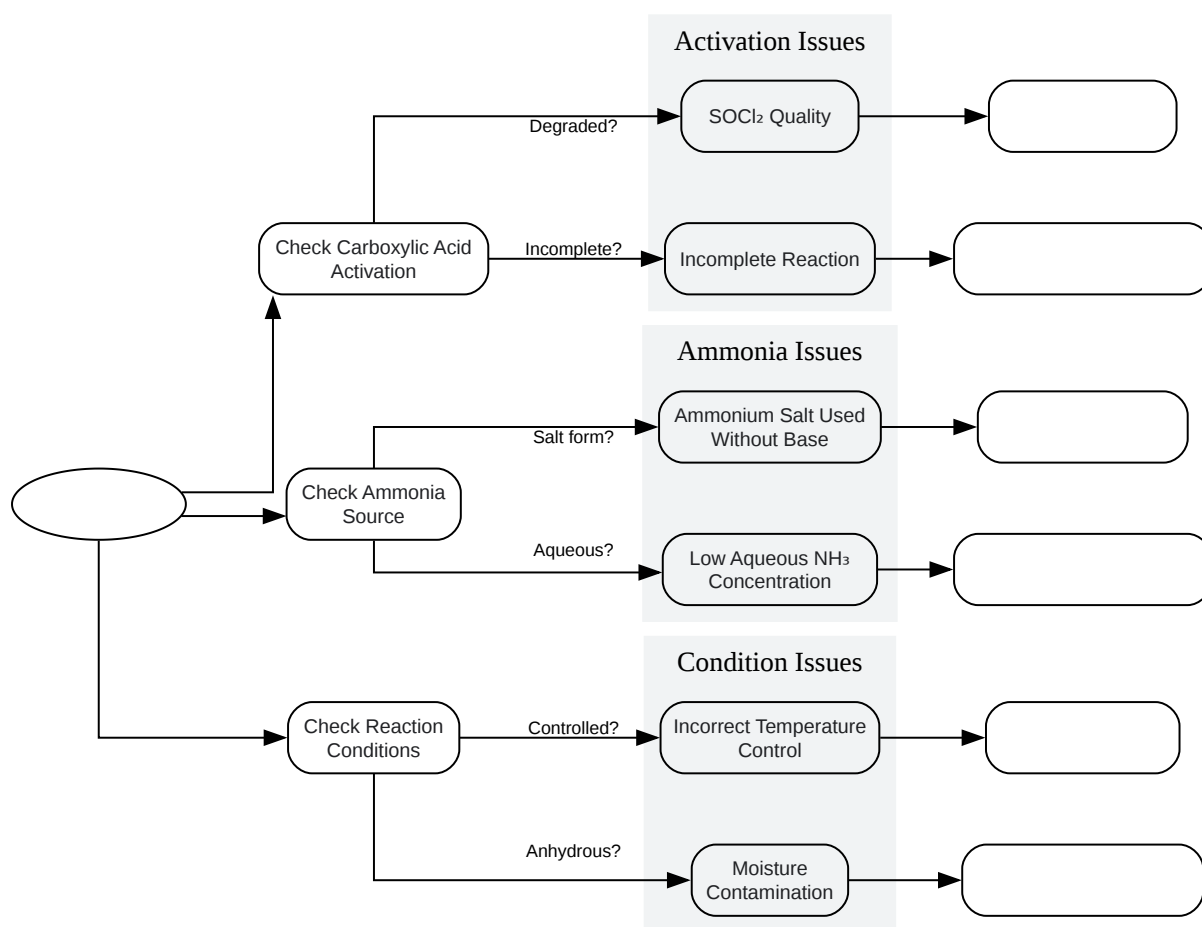 Activation Issues
SOCl₂ Quality
Degraded?
Check Carboxylic Acid
Activation
Incomplete?
Incomplete Reaction
Ammonia Issues
Ammonium Salt Used
Without Base
Salt form?
Check Ammonia
Source
Aqueous?
Low Aqueous NH₃
Concentration
Condition Issues
Check Reaction
Conditions
Controlled?
Incorrect Temperature
Control
Anhydrous?
Moisture
Contamination